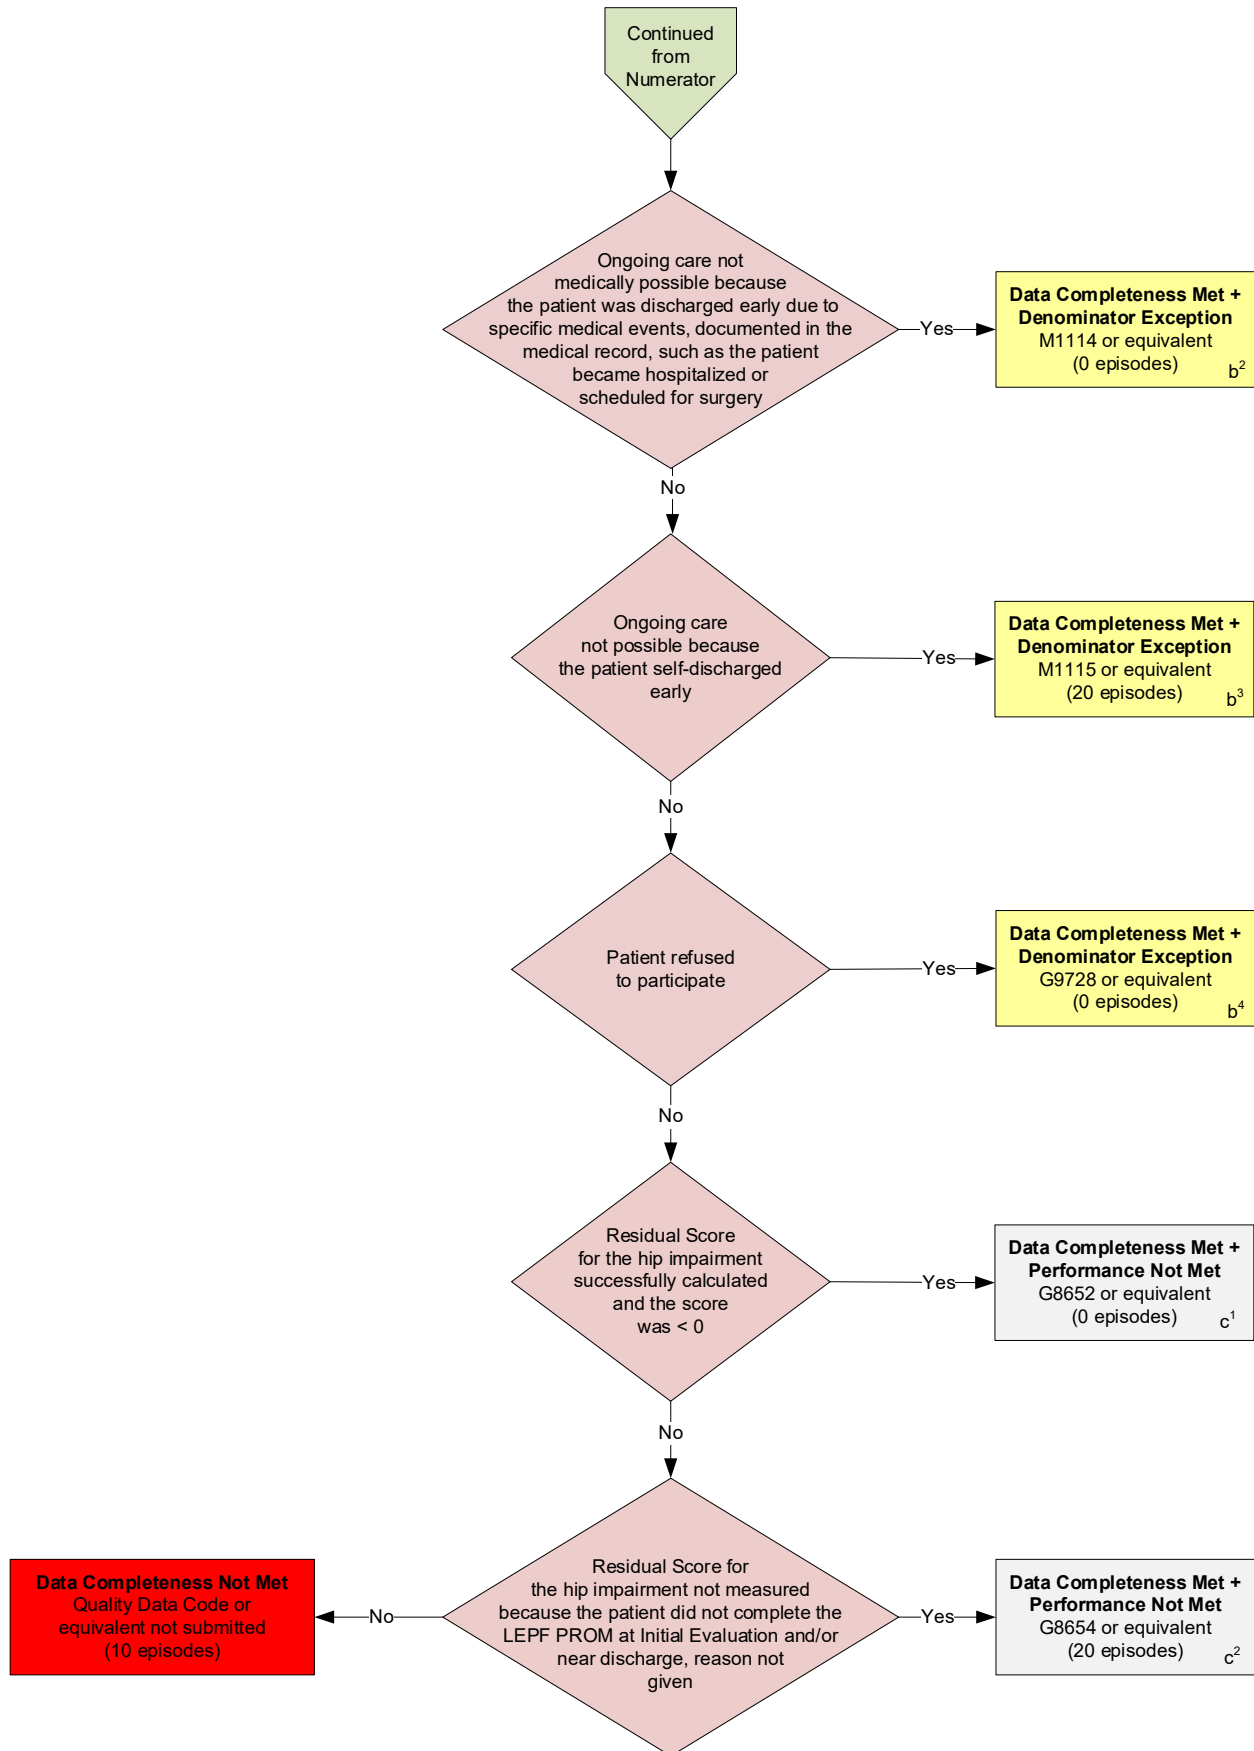 Continued
from
Numerator
Ongoing care not
medically possible because
the patient was discharged early due to
specific medical events, documented in the
medical record, such as the patient
became hospitalized or
scheduled for surgery
Yes
Data Completeness Met +
Denominator Exception
M1114 or equivalent
(0 episodes)
b²
No
Ongoing care
not possible because
the patient self-discharged
early
Yes
Data Completeness Met +
Denominator Exception
M1115 or equivalent
(20 episodes)
b³
No
Patient refused
to participate
Yes
Data Completeness Met +
Denominator Exception
G9728 or equivalent
(0 episodes)
b⁴
No
Residual Score
for the hip impairment
successfully calculated
and the score
was < 0
Yes
Data Completeness Met +
Performance Not Met
G8652 or equivalent
(0 episodes)
c¹
No
Data Completeness Not Met
Quality Data Code or
equivalent not submitted
(10 episodes)
No
Residual Score for
the hip impairment not measured
because the patient did not complete the
LEPF PROM at Initial Evaluation and/or
near discharge, reason not
given
Yes
Data Completeness Met +
Performance Not Met
G8654 or equivalent
(20 episodes)
c²